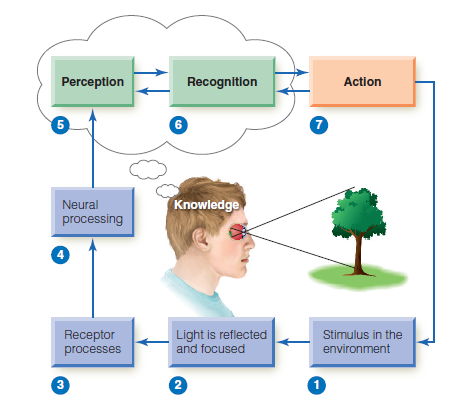 Perception
Recognition
Action
5
6
7
Neural
processing
Knowledge
4
Receptor
processes
Light is reflected
and focused
Stimulus in the
environment
3
2
1